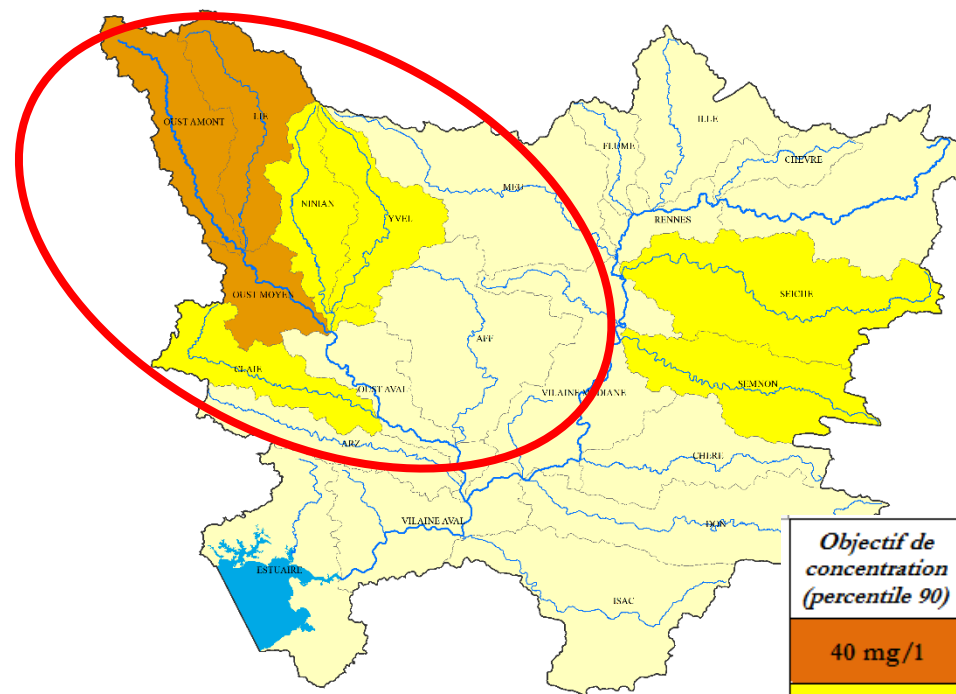 ILLE
OUST AMONT
LIE
FLUME
CHEVRE
MEU
NINIAN
YVEL
RENNES
OUST MOYEN
SEICHE
AFF
CLAIE
OUST AVAL
VILAINE MEDIANE
SEMNON
ARZ
CHERE
VILAINE AVAL
DON
ESTUAIRE
ISAC
Objectif de
concentration
(percentile 90)
40 mg/1